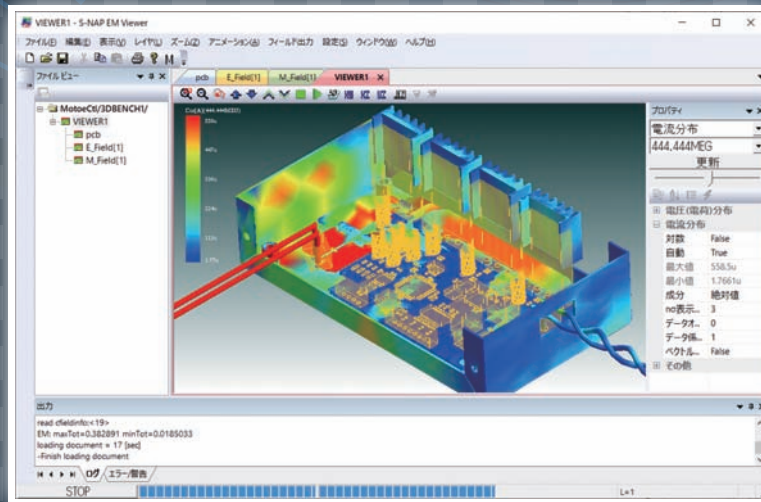 VIEWER1 - S-NAP EM Viewer
ファイル(F) 編集(E) 表示(V) レイヤ(L) ズーム(Z) アニメーション(A) フィールド出力 設定(S) ウィンドウ(W) ヘルプ(H)
ファイルビュー
MotoeCtl/3DBENCH1/
VIEWER1
pcb
E_Field[1]
M_Field[1]
pcb E_Field[1] M_Field[1] VIEWER1
プロパティ
電流分布
444.444MEG
更新
電圧(電荷)分布
電流分布
対数 False
自動 True
最大値 558.5u
最小値 1.7661u
成分 絶対値
no表示... 3
データオ... 0
データ係... 1
ベクトル... False
その他
出力
read cfieldinfo:<19>
EM: maxTot=0.382891 minTot=0.0185033
loading document = 17 [sec]
-Finish loading document
ログ エラー/警告
STOP L=1